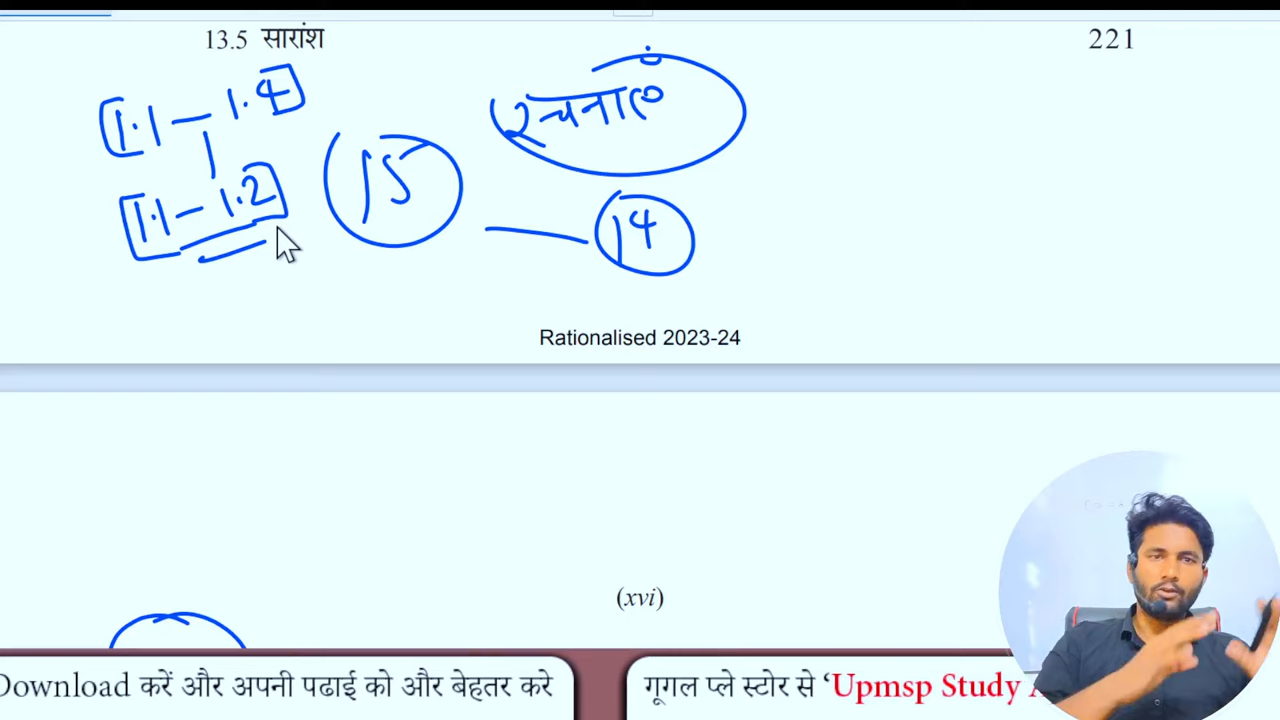 13.5 सारांश 221
1.1 — 1.4
रचनाएं
1.1 — 1.2
15
14
Rationalised 2023-24
(xvi)
Download करें और अपनी पढाई को और बेहतर करे
गूगल प्ले स्टोर से ‘Upmsp Study